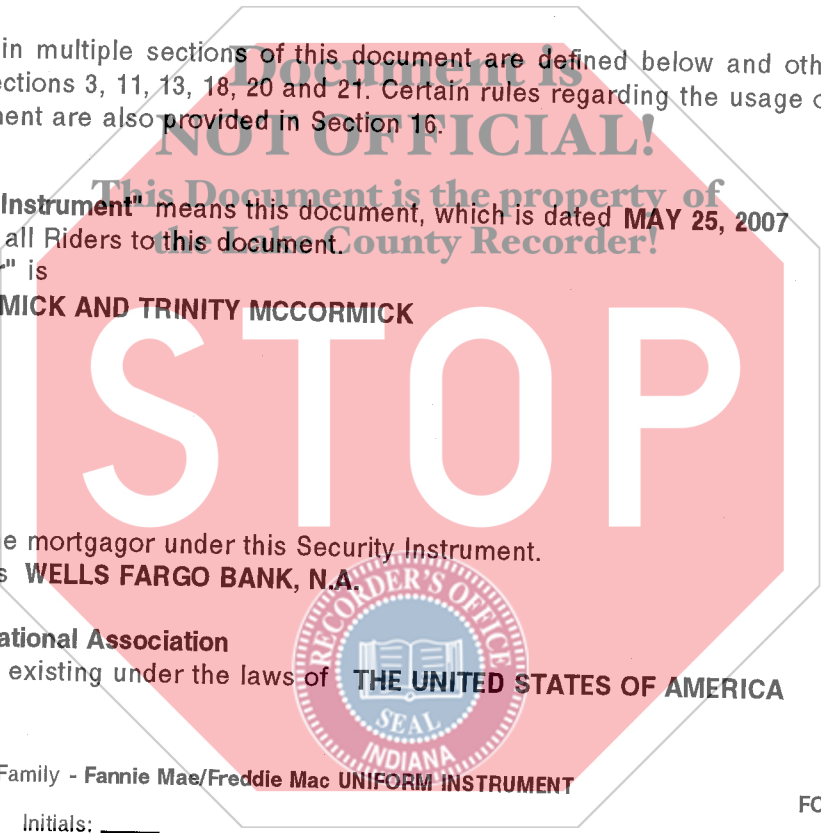 in multiple sections of this document are defined below and oth
ections 3, 11, 13, 18, 20 and 21. Certain rules regarding the usage o
nent are also provided in Section 16.
Document is
NOT OFFICIAL!
This Document is the property of
the Lake County Recorder!
Instrument" means this document, which is dated MAY 25, 2007
all Riders to this document.
r" is
MICK AND TRINITY MCCORMICK
STOP
e mortgagor under this Security Instrument.
s WELLS FARGO BANK, N.A.
ational Association
existing under the laws of THE UNITED STATES OF AMERICA
RECORDER'S OFFICE
SEAL
INDIANA
Family - Fannie Mae/Freddie Mac UNIFORM INSTRUMENT
FO
Initials: